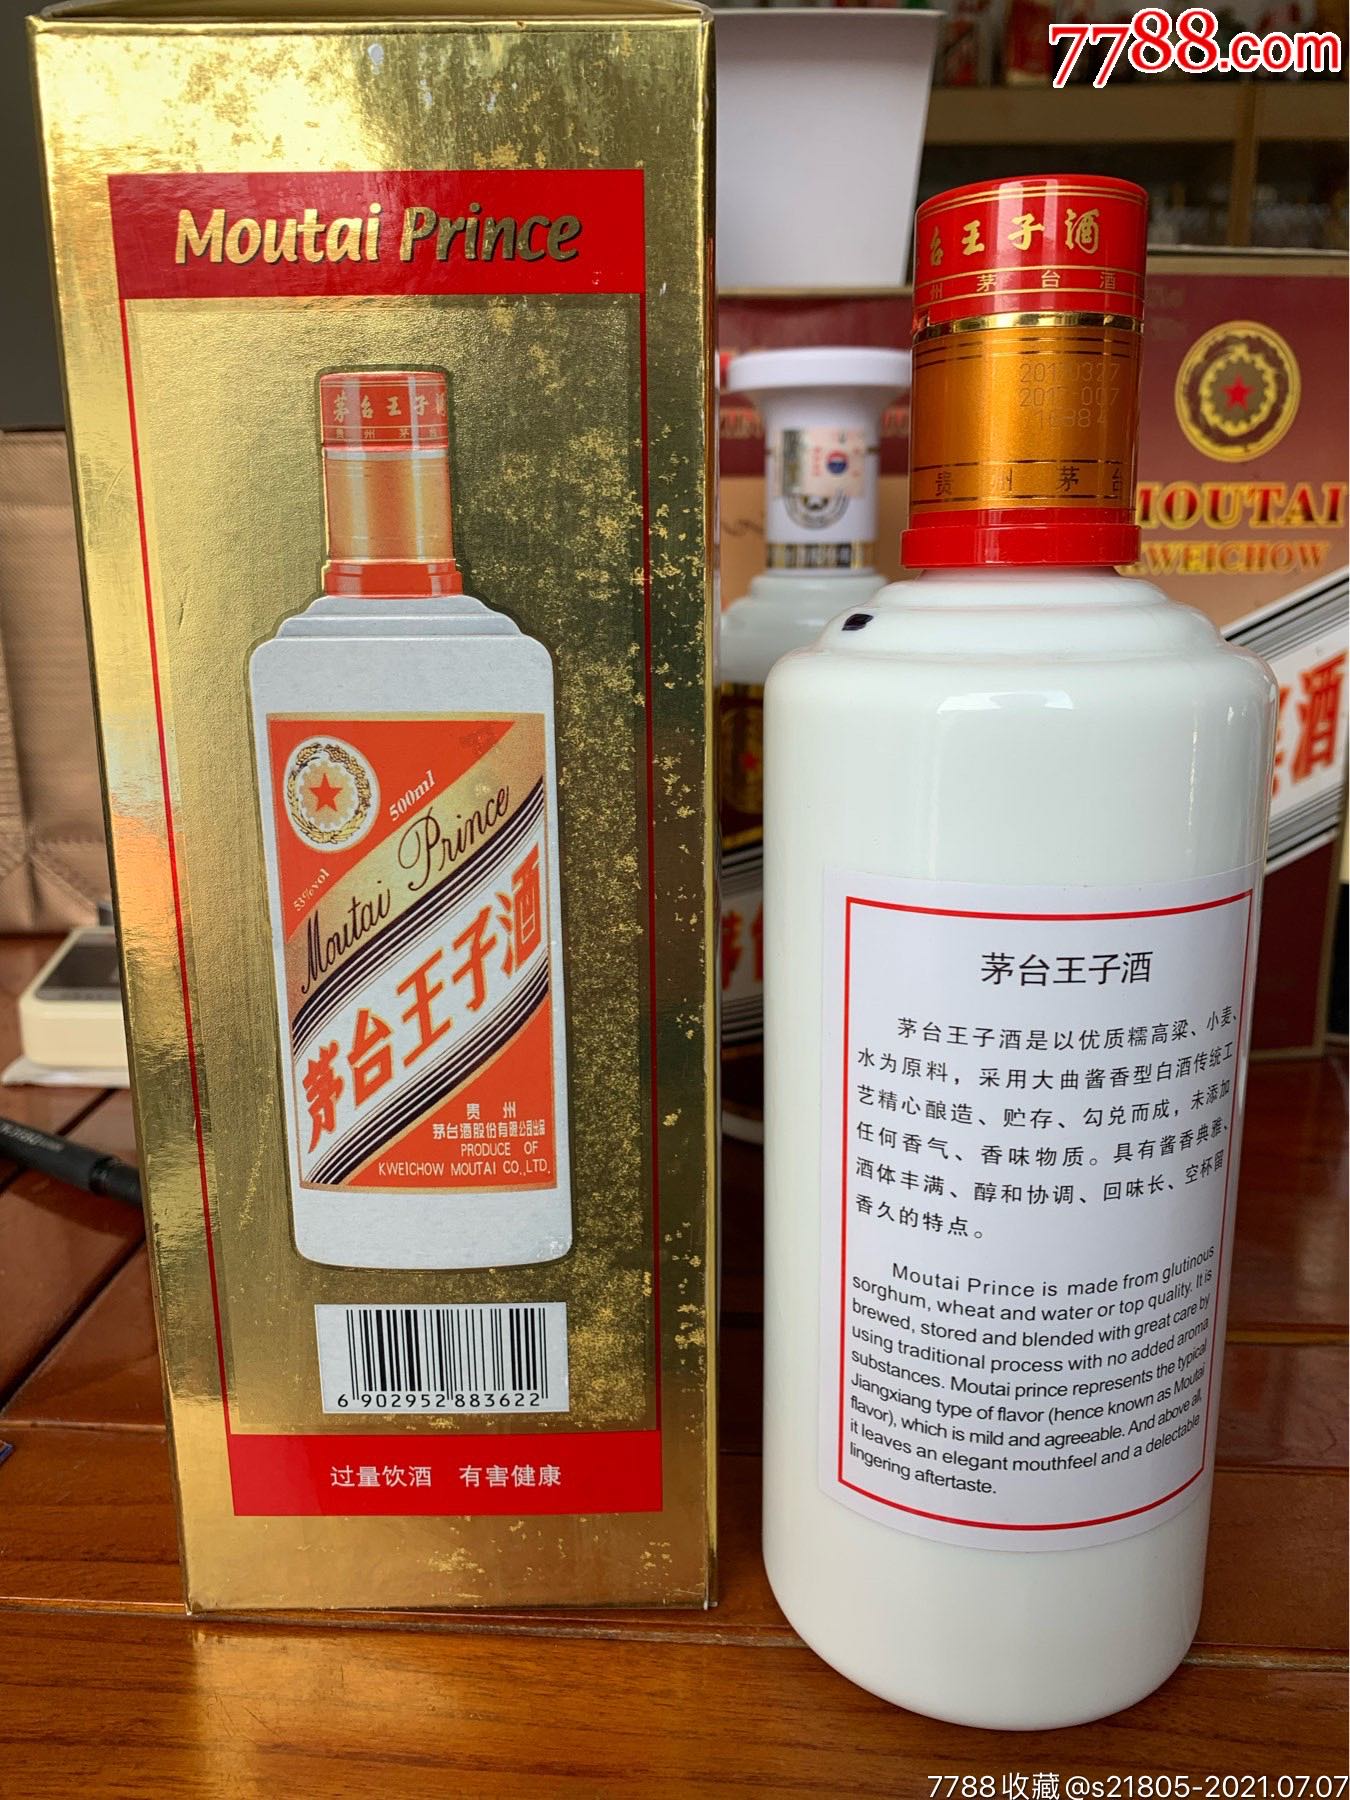 7788.com
Moutai Prince
茅台王子酒
贵州茅台
500ml
53%vol
Moutai Prince
茅台王子酒
贵州
茅台酒股份有限公司出品
PRODUCE OF
KWEICHOW MOUTAI CO.,LTD.
6 902952 883622
过量饮酒 有害健康
台王子酒
州茅台酒
贵州茅台
茅台王子酒
茅台王子酒是以优质糯高粱、小麦、
水为原料，采用大曲酱香型白酒传统工
艺精心酿造、贮存、勾兑而成，未添加
任何香气、香味物质。具有酱香典雅、
酒体丰满、醇和协调、回味长、空杯留
香久的特点。
Moutai Prince is made from glutinous
sorghum, wheat and water or top quality. It is
brewed, stored and blended with great care by
using traditional process with no added aroma
substances. Moutai prince represents the typical
Jiangxiang type of flavor (hence known as Moutai
flavor), which is mild and agreeable. And above all,
it leaves an elegant mouthfeel and a delectable
lingering aftertaste.
MOUTAI
KWEICHOW
酒
7788收藏@s21805-2021.07.07